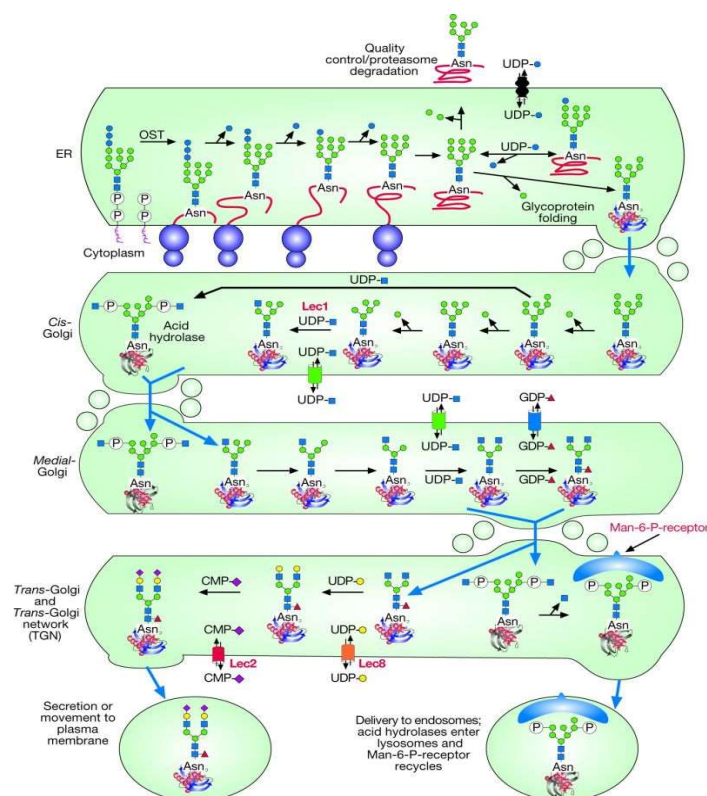 Quality
control/proteasome
degradation
Asn
UDP-
UDP-
ER
OST
UDP-
Asn
Asn
Asn
Asn
Asn
Asn
Asn
P P
P P
Glycoprotein
folding
Cytoplasm
UDP-
Cis-
Golgi
P P
Acid
hydrolase
Lec1
UDP-
UDP-
UDP-
Asn
Asn
Asn
Asn
Asn
Asn
Medial-
Golgi
P P
UDP-
GDP-
UDP-
GDP-
UDP-
GDP-
Asn
Asn
Asn
Asn
Asn
Asn
Man-6-P-receptor
Trans-Golgi and
Trans-Golgi
network
(TGN)
CMP-
UDP-
P P
P P
CMP-
UDP-
Asn
Asn
Asn
Asn
Asn
Lec2
Lec8
CMP-
UDP-
Secretion or
movement to
plasma
membrane
Asn
Delivery to endosomes;
acid hydrolases enter
lysosomes and
Man-6-P-receptor
recycles
P P
Asn